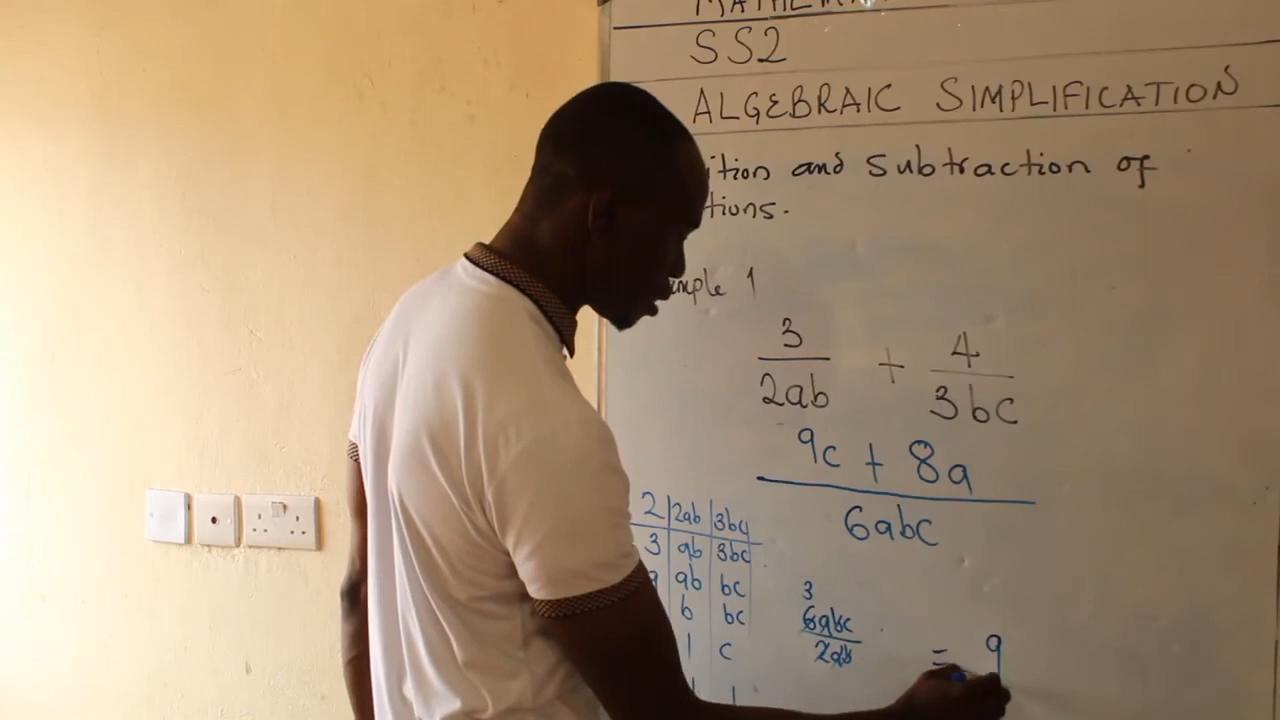 SS2
ALGEBRAIC SIMPLIFICATION
ition and subtraction of
tions.
mple 1
3/2ab + 4/3bc
9c + 8a
6abc
2 | 2ab | 3bc
3 | ab | 3bc
ab | bc
b | bc
1 | c
3
6abc
2ab
= 9